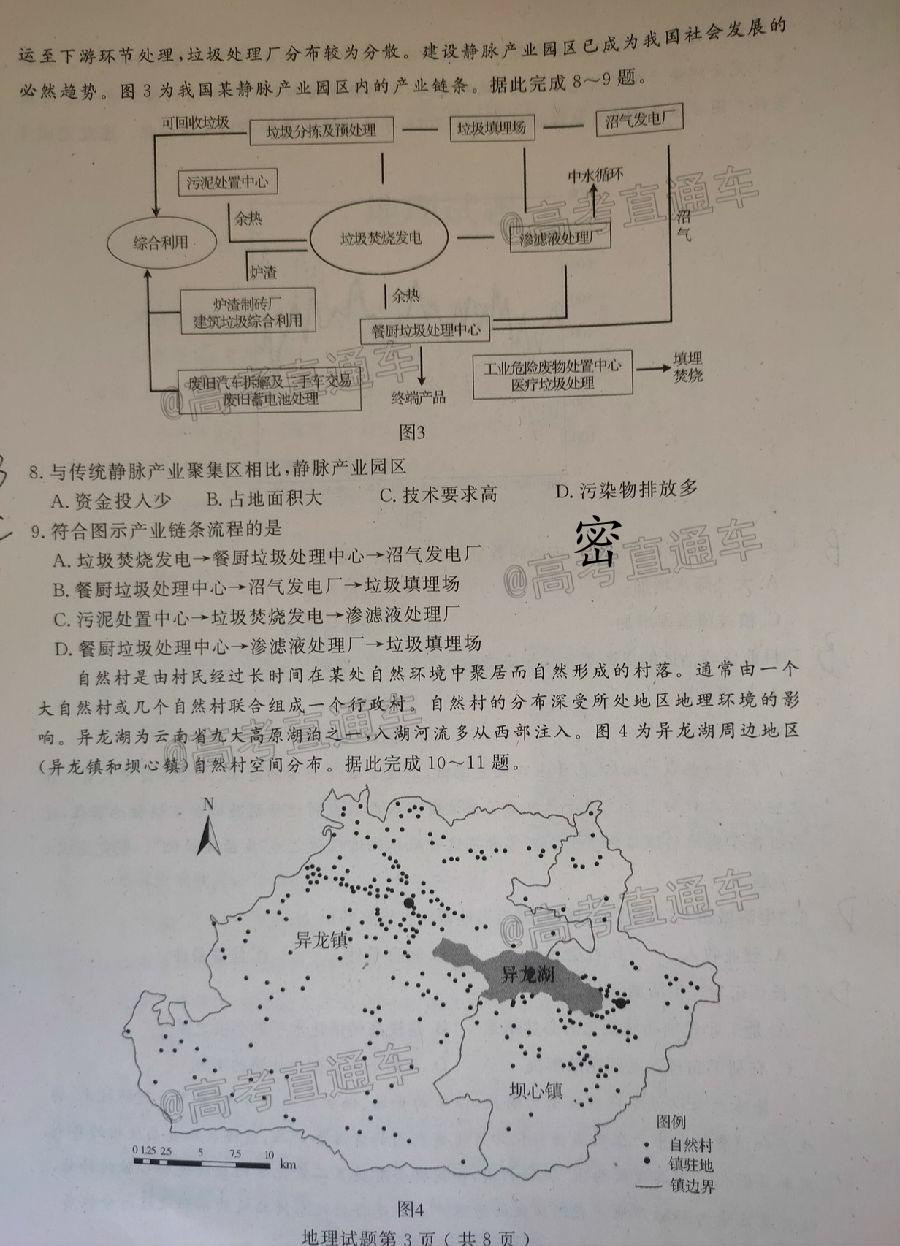 运至下游环节处理,垃圾处理厂分布较为分散。建设静脉产业园区已成为我国社会发展的
必然趋势。图3为我国某静脉产业园区内的产业链条。据此完成8～9题。
可回收垃圾
垃圾分拣及预处理
垃圾填埋场
沼气发电厂
污泥处置中心
中水循环
余热
沼气
综合利用
垃圾焚烧发电
渗滤液处理厂
炉渣
余热
炉渣制砖厂
建筑垃圾综合利用
餐厨垃圾处理中心
工业危险废物处置中心
医疗垃圾处理
填埋
焚烧
废旧汽车拆解及二手车交易
废旧蓄电池处理
终端产品
图3
8.与传统静脉产业聚集区相比,静脉产业园区
A.资金投入少 B.占地面积大 C.技术要求高 D.污染物排放多
9.符合图示产业链条流程的是
密
A.垃圾焚烧发电→餐厨垃圾处理中心→沼气发电厂
B.餐厨垃圾处理中心→沼气发电厂→垃圾填埋场
C.污泥处置中心→垃圾焚烧发电→渗滤液处理厂
D.餐厨垃圾处理中心→渗滤液处理厂→垃圾填埋场
自然村是由村民经过长时间在某处自然环境中聚居而自然形成的村落。通常由一个
大自然村或几个自然村联合组成一个行政村。自然村的分布深受所处地区地理环境的影
响。异龙湖为云南省九大高原湖泊之一,入湖河流多从西部注入。图4为异龙湖周边地区
(异龙镇和坝心镇)自然村空间分布。据此完成10～11题。
N
异龙镇
异龙湖
坝心镇
图例
自然村
镇驻地
镇边界
0 1.25 2.5 5 7.5 10 km
图4
地理试题第3页(共8页)
@高考直通车
@高考直通车
@高考直通车
@高考直通车
@高考直通车
@高考直通车